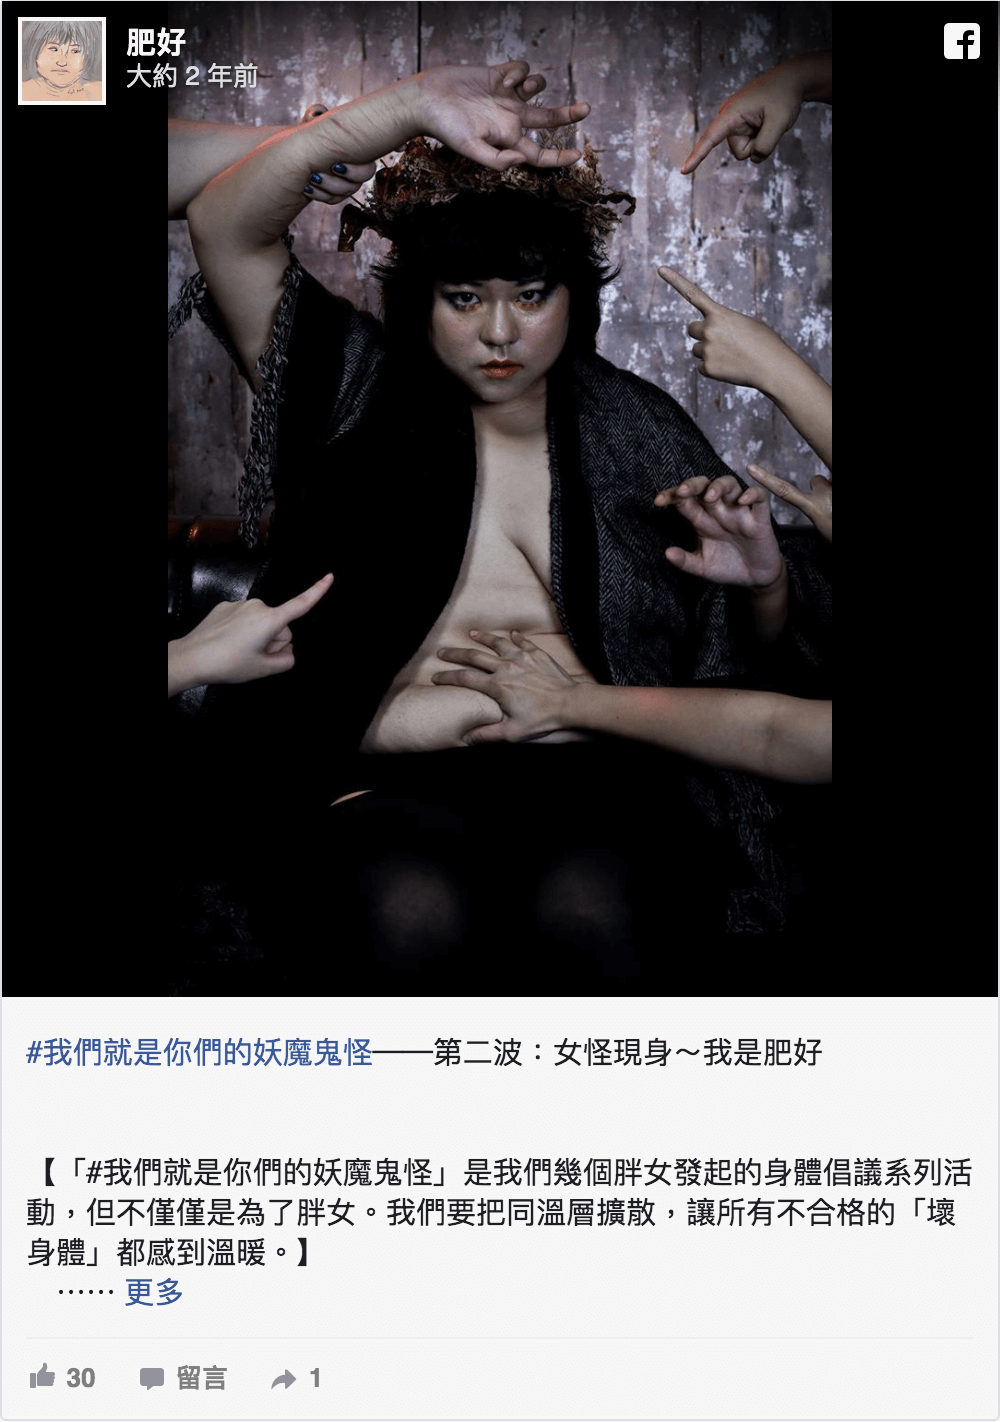 肥好
大約 2 年前
#我們就是你們的妖魔鬼怪——第二波：女怪現身～我是肥好
【「#我們就是你們的妖魔鬼怪」是我們幾個胖女發起的身體倡議系列活
動，但不僅僅是為了胖女。我們要把同溫層擴散，讓所有不合格的「壞
身體」都感到溫暖。】
⋯⋯ 更多
30 留言 1